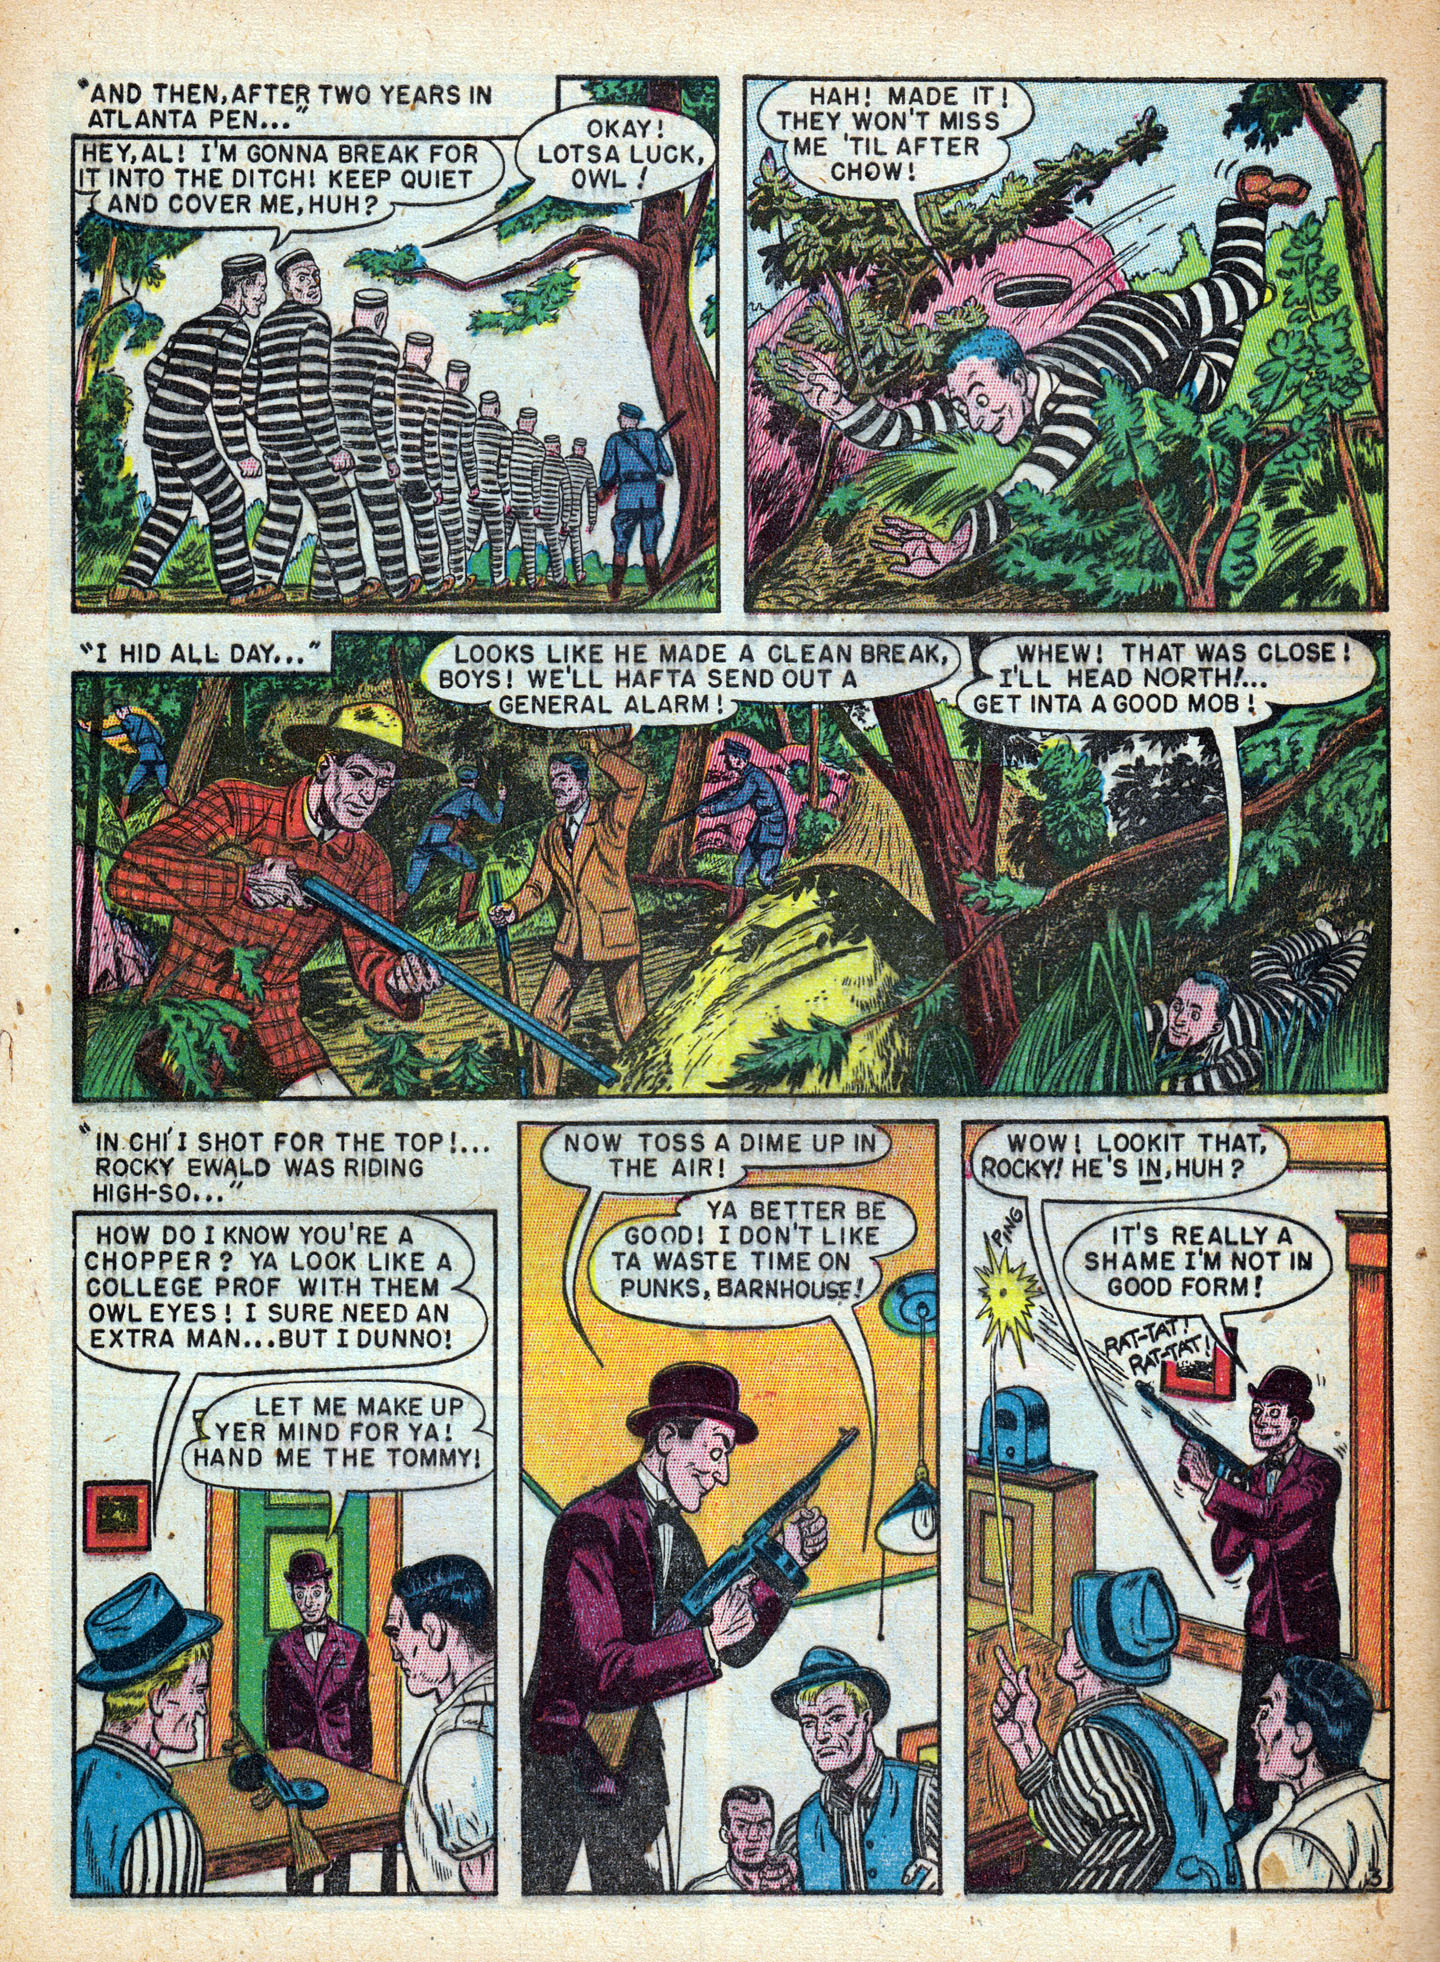 "AND THEN, AFTER TWO YEARS IN
ATLANTA PEN..."
HEY, AL! I'M GONNA BREAK FOR
IT INTO THE DITCH! KEEP QUIET
AND COVER ME, HUH?
OKAY!
LOTSA LUCK,
OWL!
HAH! MADE IT!
THEY WON'T MISS
ME 'TIL AFTER
CHOW!
"I HID ALL DAY..."
LOOKS LIKE HE MADE A CLEAN BREAK,
BOYS! WE'LL HAFTA SEND OUT A
GENERAL ALARM!
WHEW! THAT WAS CLOSE!
I'LL HEAD NORTH!...
GET INTA A GOOD MOB!
"IN CHI' I SHOT FOR THE TOP!...
ROCKY EWALD WAS RIDING
HIGH-SO..."
HOW DO I KNOW YOU'RE A
CHOPPER? YA LOOK LIKE A
COLLEGE PROF WITH THEM
OWL EYES! I SURE NEED AN
EXTRA MAN...BUT I DUNNO!
LET ME MAKE UP
YER MIND FOR YA!
HAND ME THE TOMMY!
NOW TOSS A DIME UP IN
THE AIR!
YA BETTER BE
GOOD! I DON'T LIKE
TA WASTE TIME ON
PUNKS, BARNHOUSE!
WOW! LOOKIT THAT,
ROCKY! HE'S IN, HUH?
PING
IT'S REALLY A
SHAME I'M NOT IN
GOOD FORM!
RAT-TAT!
RAT-TAT!
3